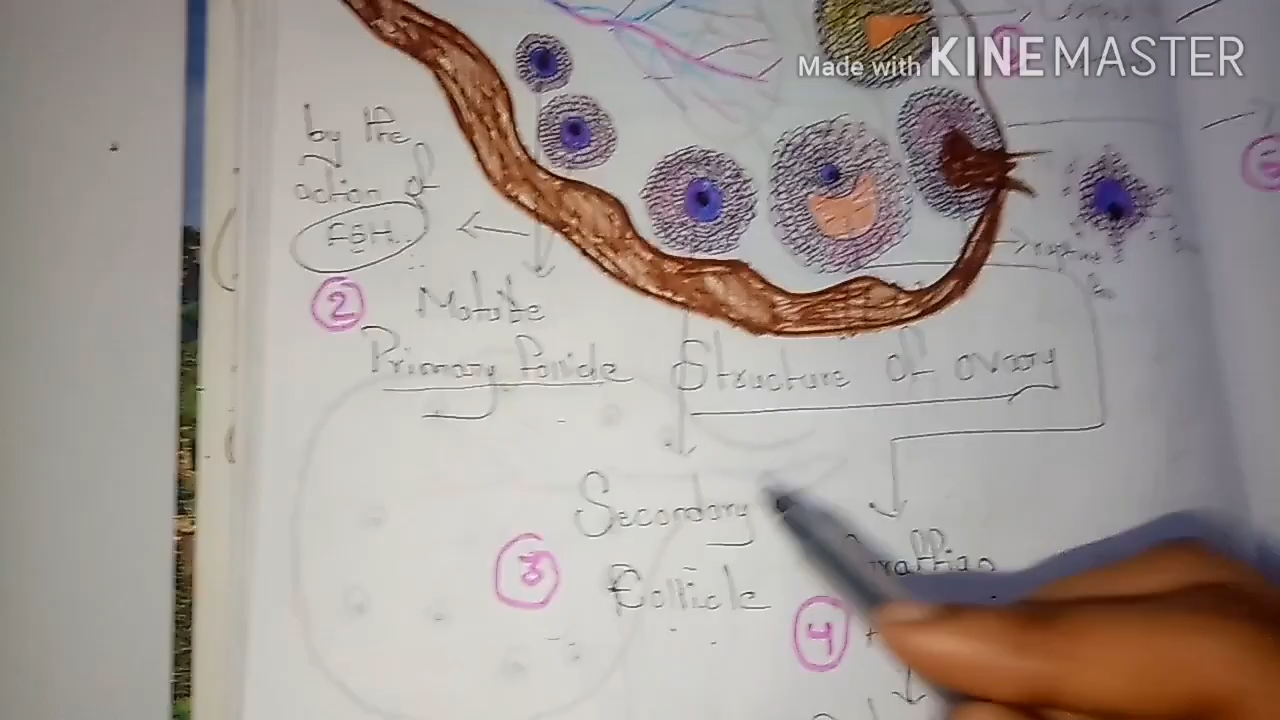 Made with KINEMASTER
by the
action of
FSH
2
Mature
Primary follicle
Structure of ovary
Secondary
3
Follicle
4